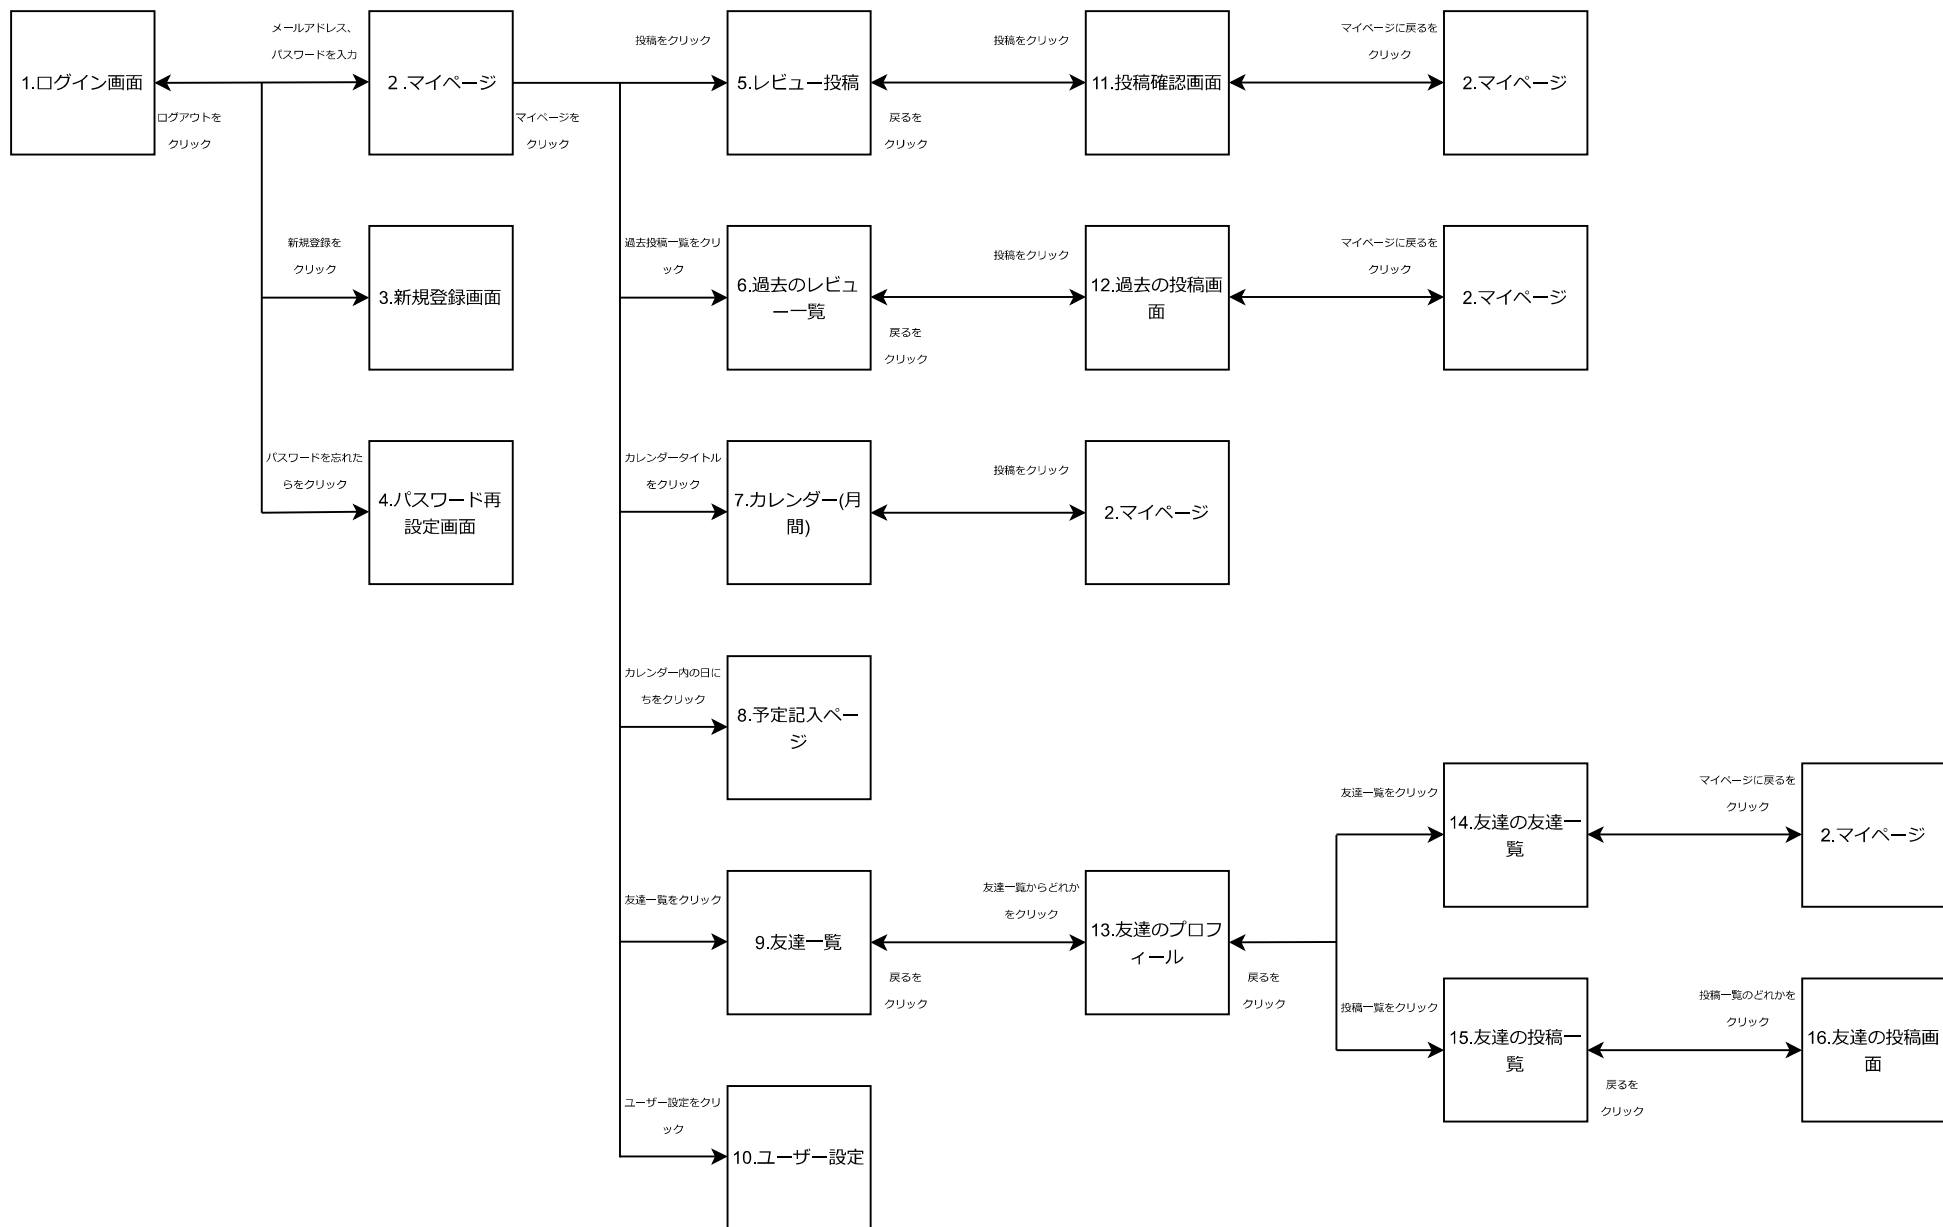 メールアドレス、
パスワードを入力
1.ログイン画面
ログアウトを
クリック
2 .マイページ
マイページを
クリック
投稿をクリック
5.レビュー投稿
戻るを
クリック
投稿をクリック
11.投稿確認画面
マイページに戻るを
クリック
2.マイページ
新規登録を
クリック
3.新規登録画面
過去投稿一覧をクリ
ック
6.過去のレビュ
ー一覧
戻るを
クリック
投稿をクリック
12.過去の投稿画
面
マイページに戻るを
クリック
2.マイページ
パスワードを忘れた
らをクリック
4.パスワード再
設定画面
カレンダータイトル
をクリック
7.カレンダー(月
間)
投稿をクリック
2.マイページ
カレンダー内の日に
ちをクリック
8.予定記入ペー
ジ
友達一覧をクリック
9.友達一覧
戻るを
クリック
友達一覧からどれか
をクリック
13.友達のプロフ
ィール
戻るを
クリック
友達一覧をクリック
14.友達の友達一
覧
マイページに戻るを
クリック
2.マイページ
投稿一覧をクリック
15.友達の投稿一
覧
戻るを
クリック
投稿一覧のどれかを
クリック
16.友達の投稿画
面
ユーザー設定をクリ
ック
10.ユーザー設定